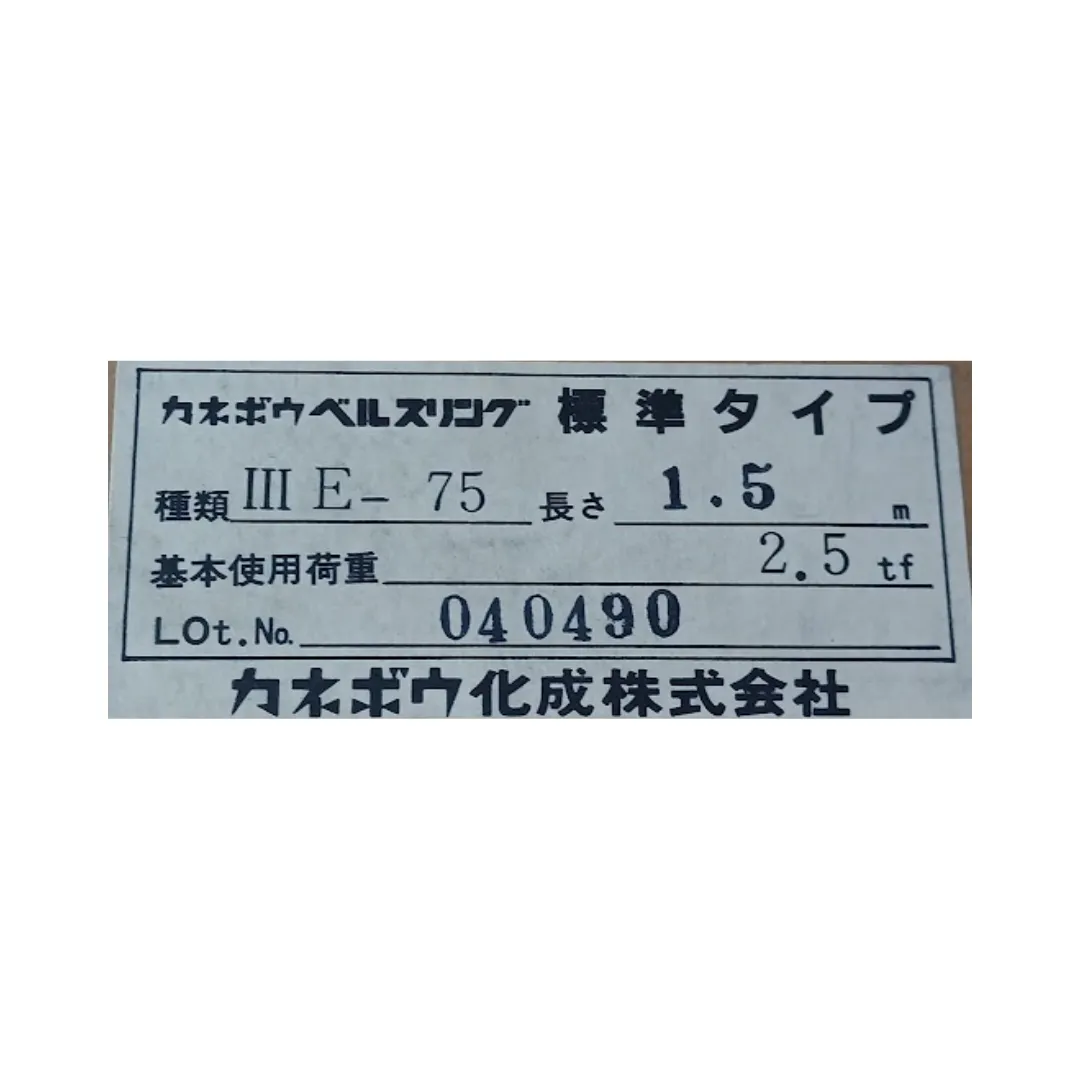 カネボウベルスリング 標準タイプ
種類 III E - 75 長さ 1.5 m
基本使用荷重 2.5 tf
LOt.No. 040490
カネボウ化成株式会社